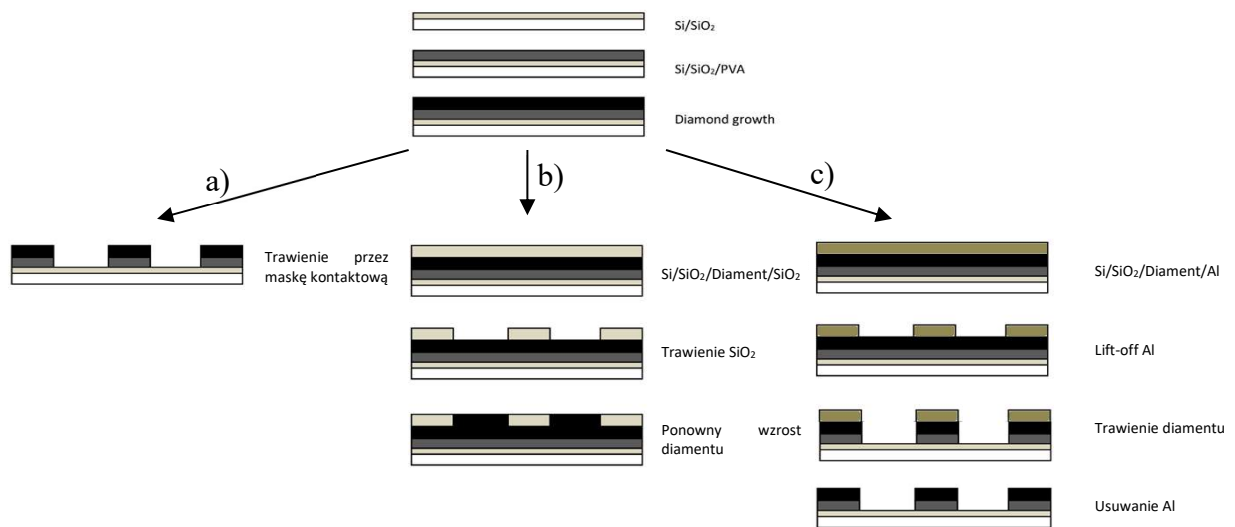 Si/SiO₂
Si/SiO₂/PVA
Diamond growth
a)
b)
c)
Trawienie przez
maskę kontaktową
Si/SiO₂/Diament/SiO₂
Trawienie SiO₂
Ponowny wzrost
diamentu
Si/SiO₂/Diament/Al
Lift-off Al
Trawienie diamentu
Usuwanie Al